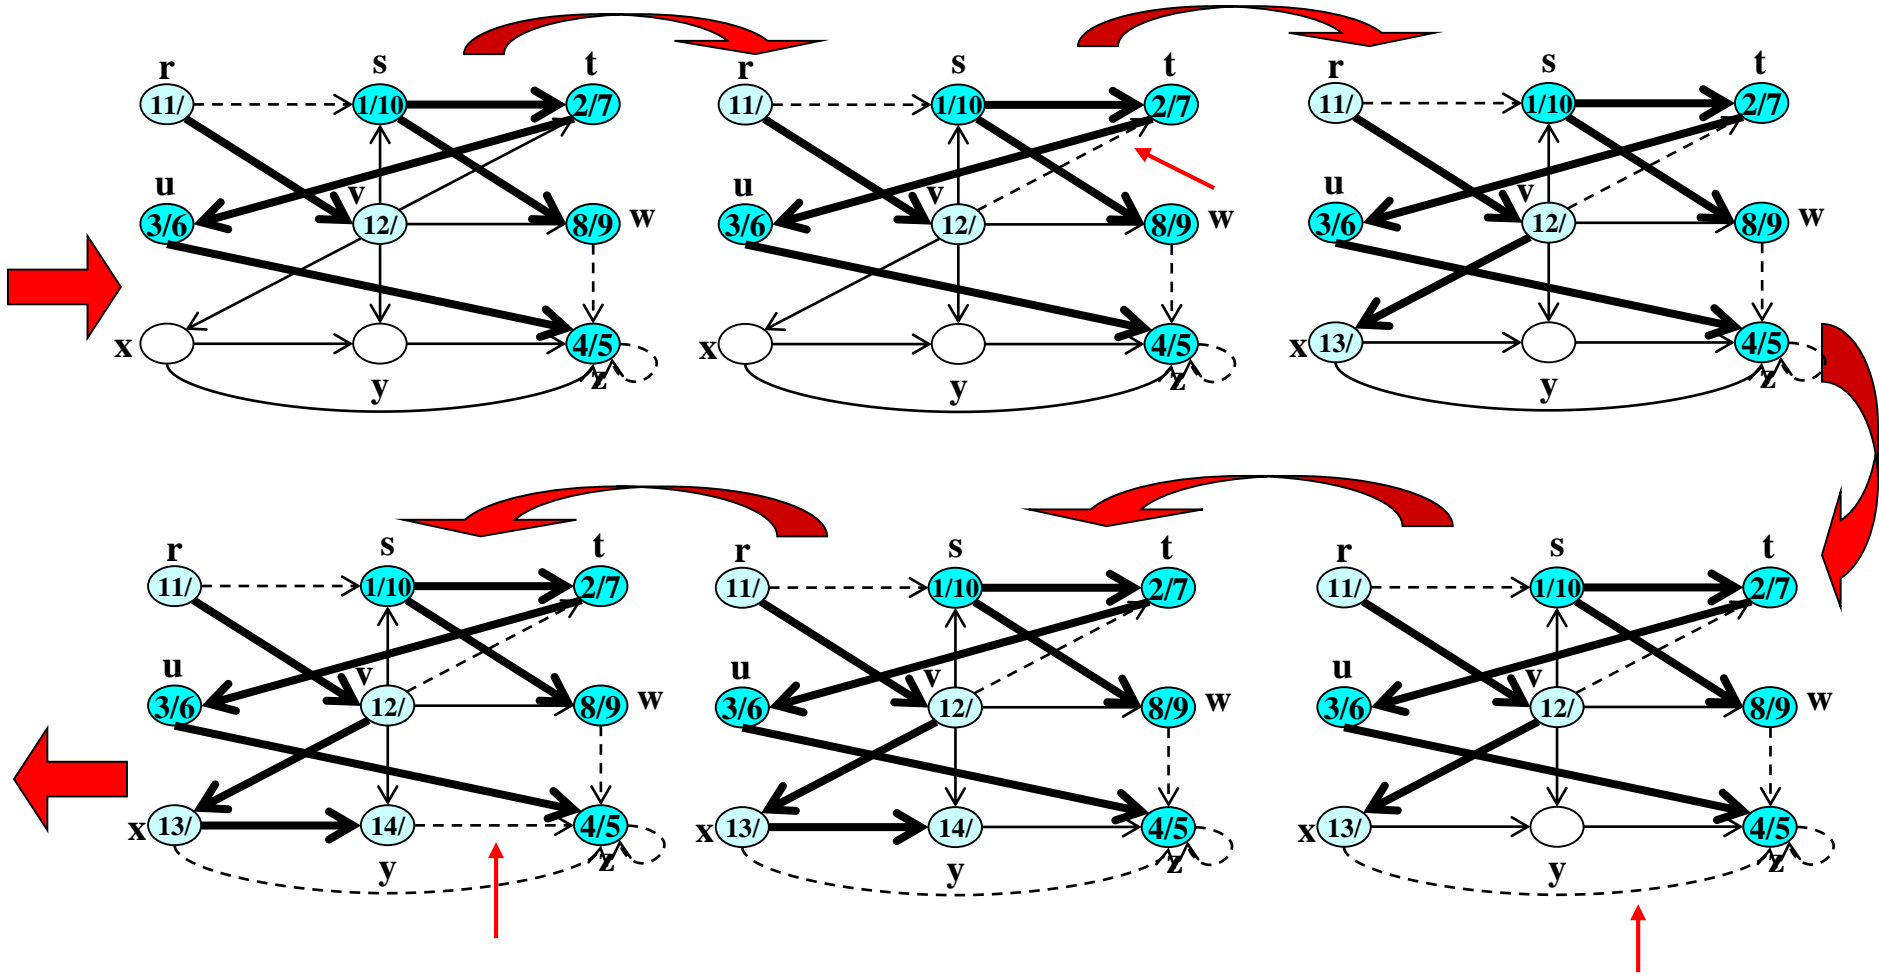 r s t
11/ 1/10 2/7
u v
3/6 12/ 8/9 w
x 4/5
y z
r s t
11/ 1/10 2/7
u v
3/6 12/ 8/9 w
x 4/5
y z
r s t
11/ 1/10 2/7
u v
3/6 12/ 8/9 w
x 13/ 4/5
y z
r s t
11/ 1/10 2/7
u v
3/6 12/ 8/9 w
x 13/ 14/ 4/5
y z
r s t
11/ 1/10 2/7
u v
3/6 12/ 8/9 w
x 13/ 14/ 4/5
y z
r s t
11/ 1/10 2/7
u v
3/6 12/ 8/9 w
x 13/ 4/5
y z